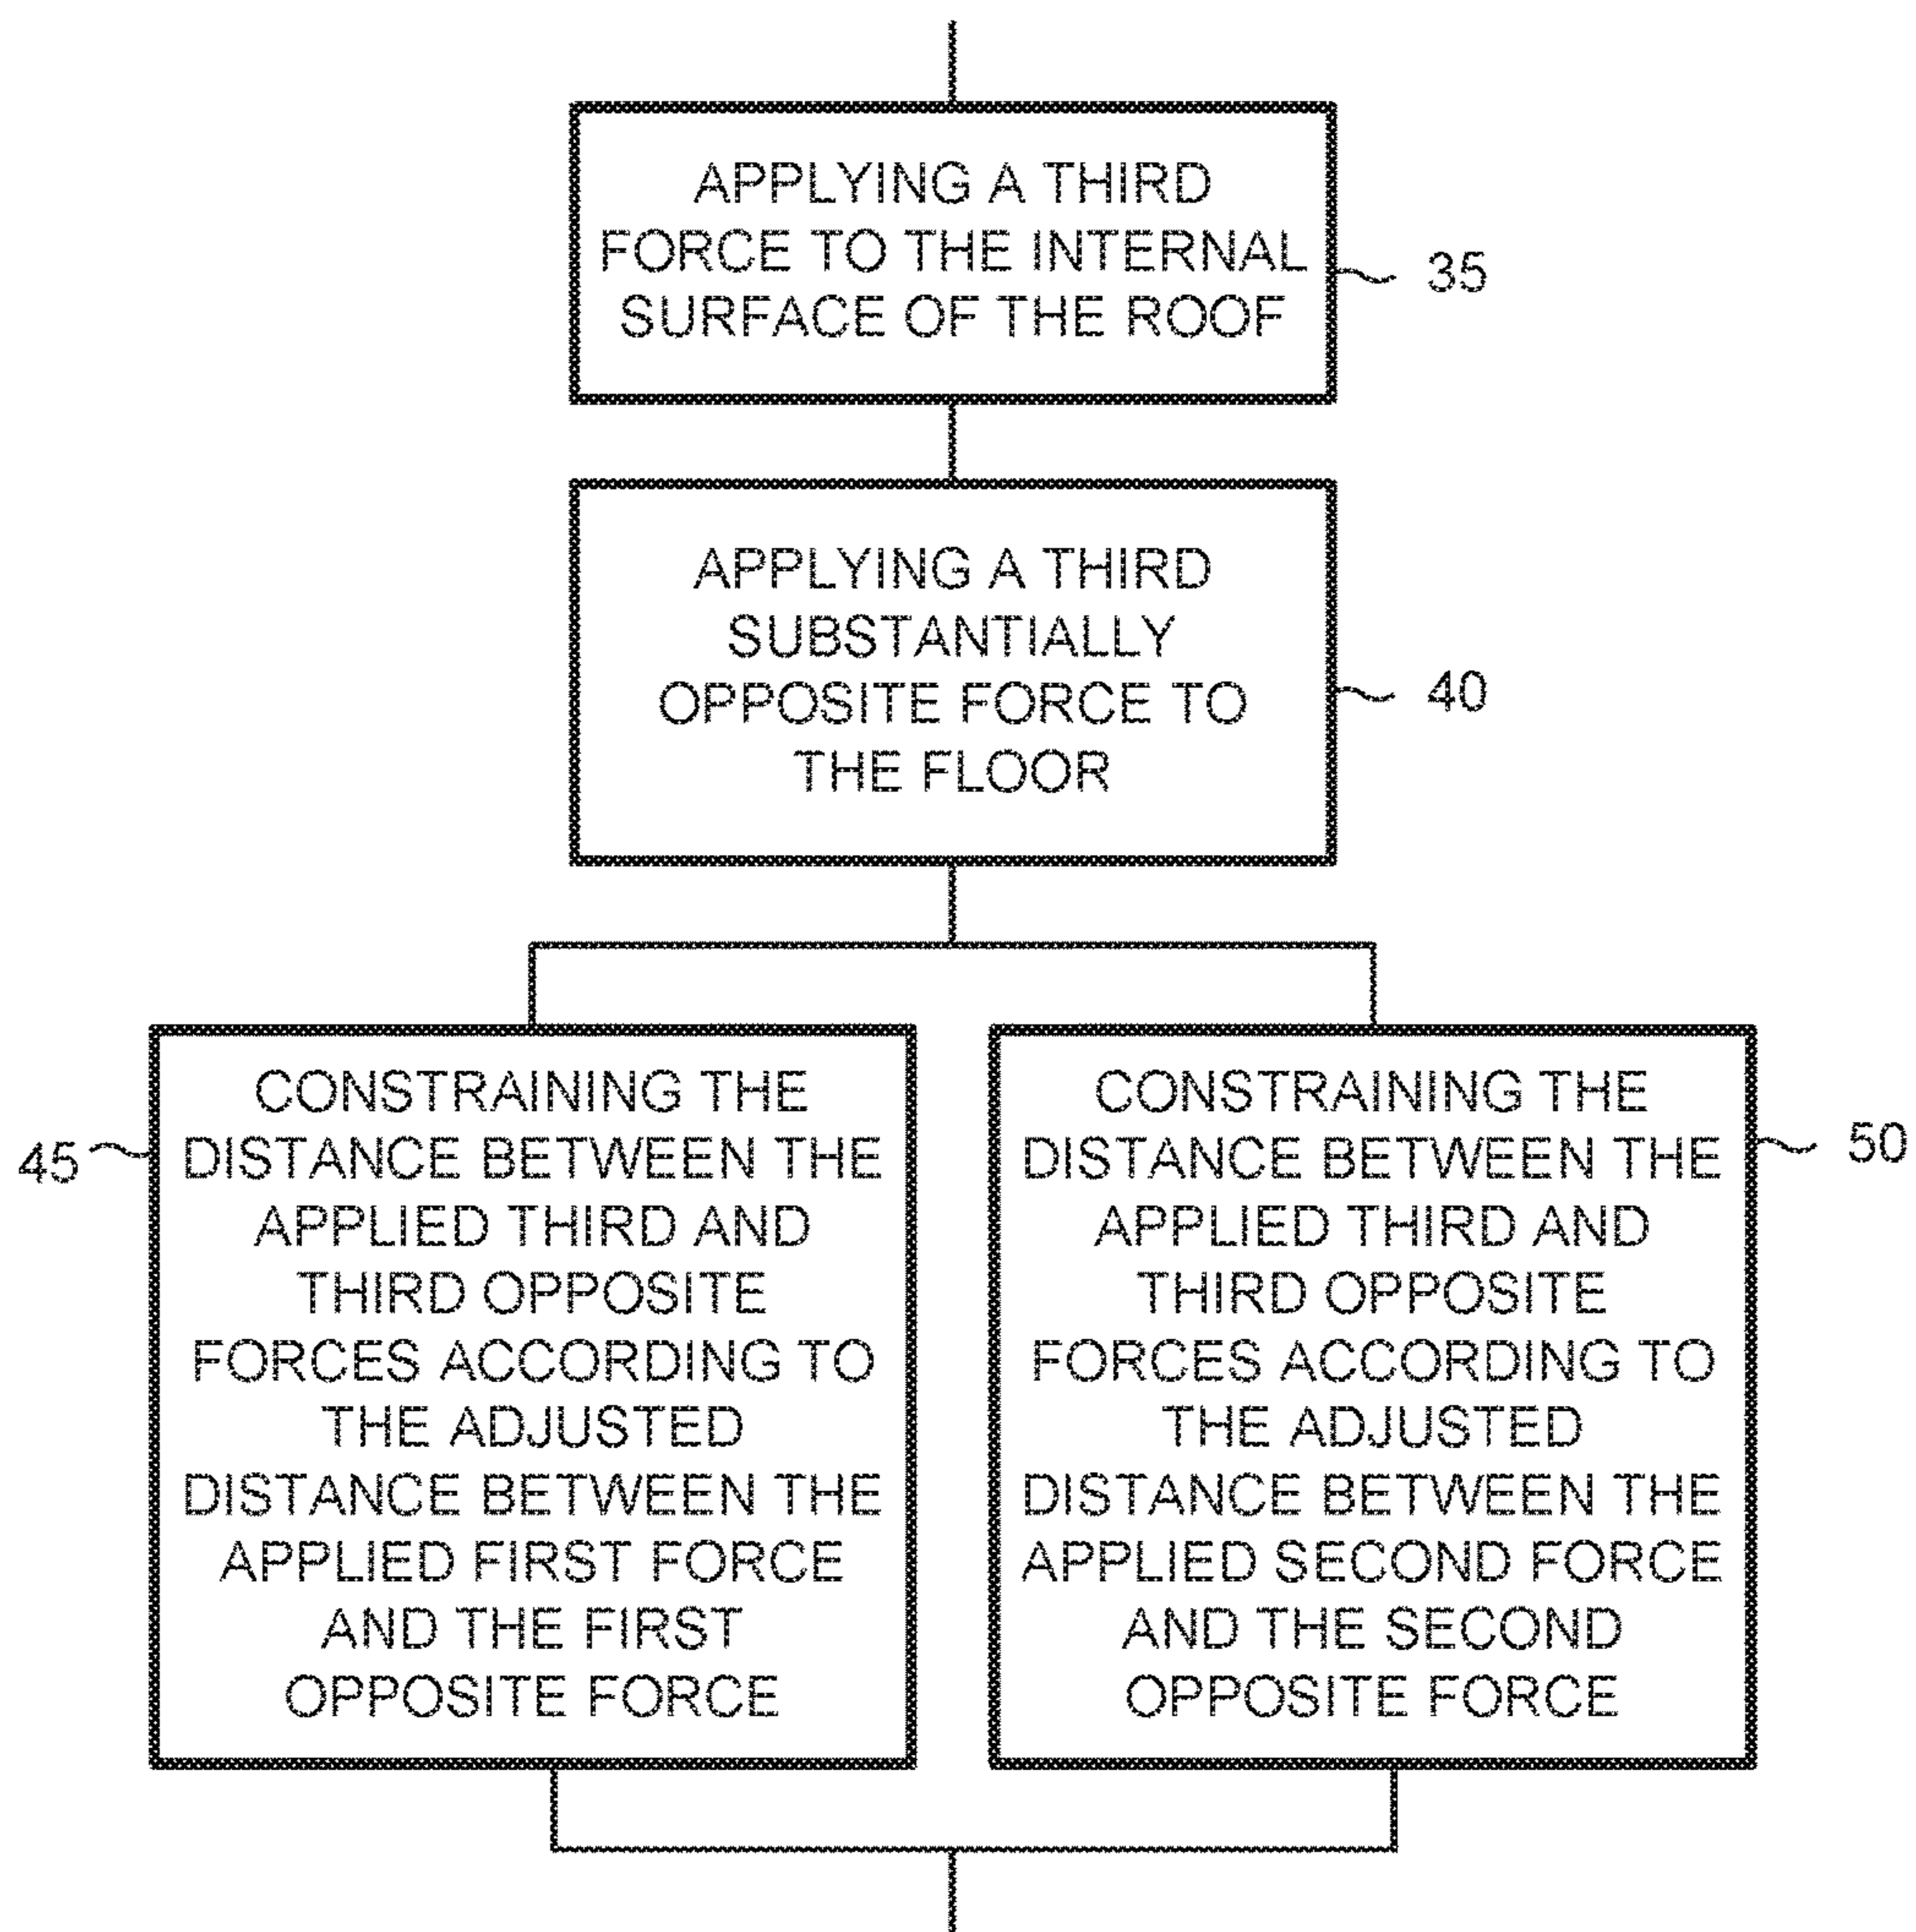 APPLYING A THIRD
FORCE TO THE INTERNAL
SURFACE OF THE ROOF
35
APPLYING A THIRD
SUBSTANTIALLY
OPPOSITE FORCE TO
THE FLOOR
40
45
CONSTRAINING THE
DISTANCE BETWEEN THE
APPLIED THIRD AND
THIRD OPPOSITE
FORCES ACCORDING TO
THE ADJUSTED
DISTANCE BETWEEN THE
APPLIED FIRST FORCE
AND THE FIRST
OPPOSITE FORCE
CONSTRAINING THE
DISTANCE BETWEEN THE
APPLIED THIRD AND
THIRD OPPOSITE
FORCES ACCORDING TO
THE ADJUSTED
DISTANCE BETWEEN THE
APPLIED SECOND FORCE
AND THE SECOND
OPPOSITE FORCE
50